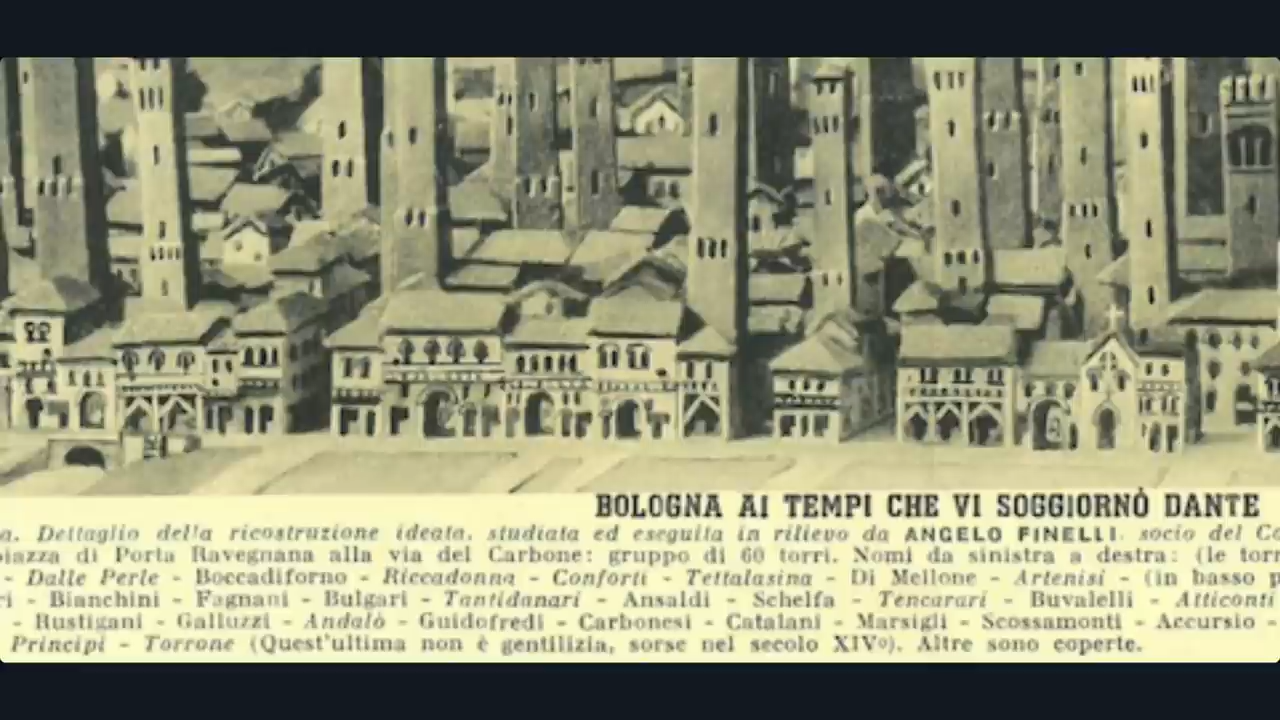 BOLOGNA AI TEMPI CHE VI SOGGIORNÒ DANTE
a. Dettaglio della ricostruzione ideata, studiata ed eseguita in rilievo da ANGELO FINELLI, socio del Co
piazza di Porta Ravegnana alla via del Carbone: gruppo di 60 torri. Nomi da sinistra a destra: (le torr
- Dalle Perle - Boccadiforno - Riccadonna - Conforti - Tettalasina - Di Mellone - Artenisi - (in basso p
ri - Bianchini - Fagnani - Bulgari - Tantidanari - Ansaldi - Schelfa - Tencarari - Buvalelli - Atticonti
- Rustigani - Galluzzi - Andalò - Guidofredi - Carbonesi - Catalani - Marsigli - Scossamonti - Accursio -
Principi - Torrone (Quest'ultima non è gentilizia, sorse nel secolo XIVº). Altre sono coperte.